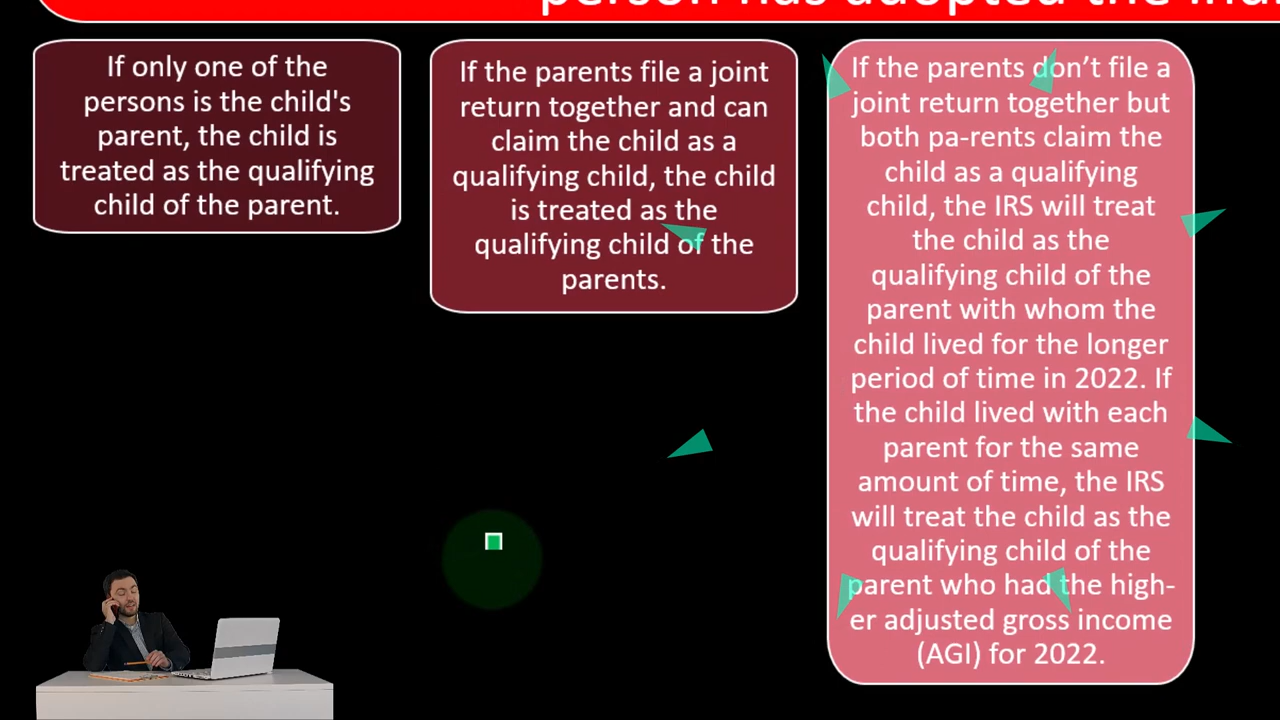 person has adopted the
If only one of the
persons is the child's
parent, the child is
treated as the qualifying
child of the parent.
If the parents file a joint
return together and can
claim the child as a
qualifying child, the child
is treated as the
qualifying child of the
parents.
If the parents don’t file a
joint return together but
both pa-rents claim the
child as a qualifying
child, the IRS will treat
the child as the
qualifying child of the
parent with whom the
child lived for the longer
period of time in 2022. If
the child lived with each
parent for the same
amount of time, the IRS
will treat the child as the
qualifying child of the
parent who had the high-
er adjusted gross income
(AGI) for 2022.